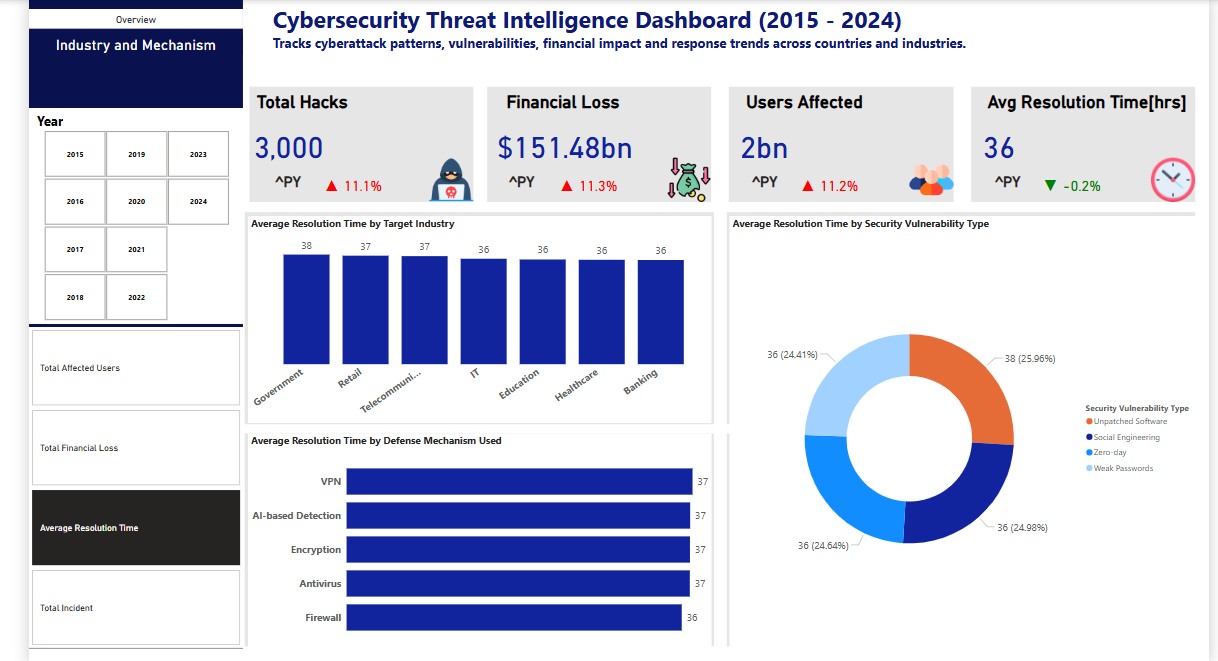 Overview
Industry and Mechanism
Cybersecurity Threat Intelligence Dashboard (2015 - 2024)
Tracks cyberattack patterns, vulnerabilities, financial impact and response trends across countries and industries.
Year
2015 2019 2023
2016 2020 2024
2017 2021
2018 2022
Total Affected Users
Total Financial Loss
Average Resolution Time
Total Incident
Total Hacks
3,000
^PY ▲ 11.1%
Financial Loss
$151.48bn
^PY ▲ 11.3%
Users Affected
2bn
^PY ▲ 11.2%
Avg Resolution Time[hrs]
36
^PY ▼ -0.2%
Average Resolution Time by Target Industry
38 37 37 36 36 36 36
Government Retail Telecommuni... IT Education Healthcare Banking
Average Resolution Time by Defense Mechanism Used
VPN 37
AI-based Detection 37
Encryption 37
Antivirus 37
Firewall 36
Average Resolution Time by Security Vulnerability Type
36 (24.41%)
38 (25.96%)
36 (24.64%)
36 (24.98%)
Security Vulnerability Type
Unpatched Software
Social Engineering
Zero-day
Weak Passwords